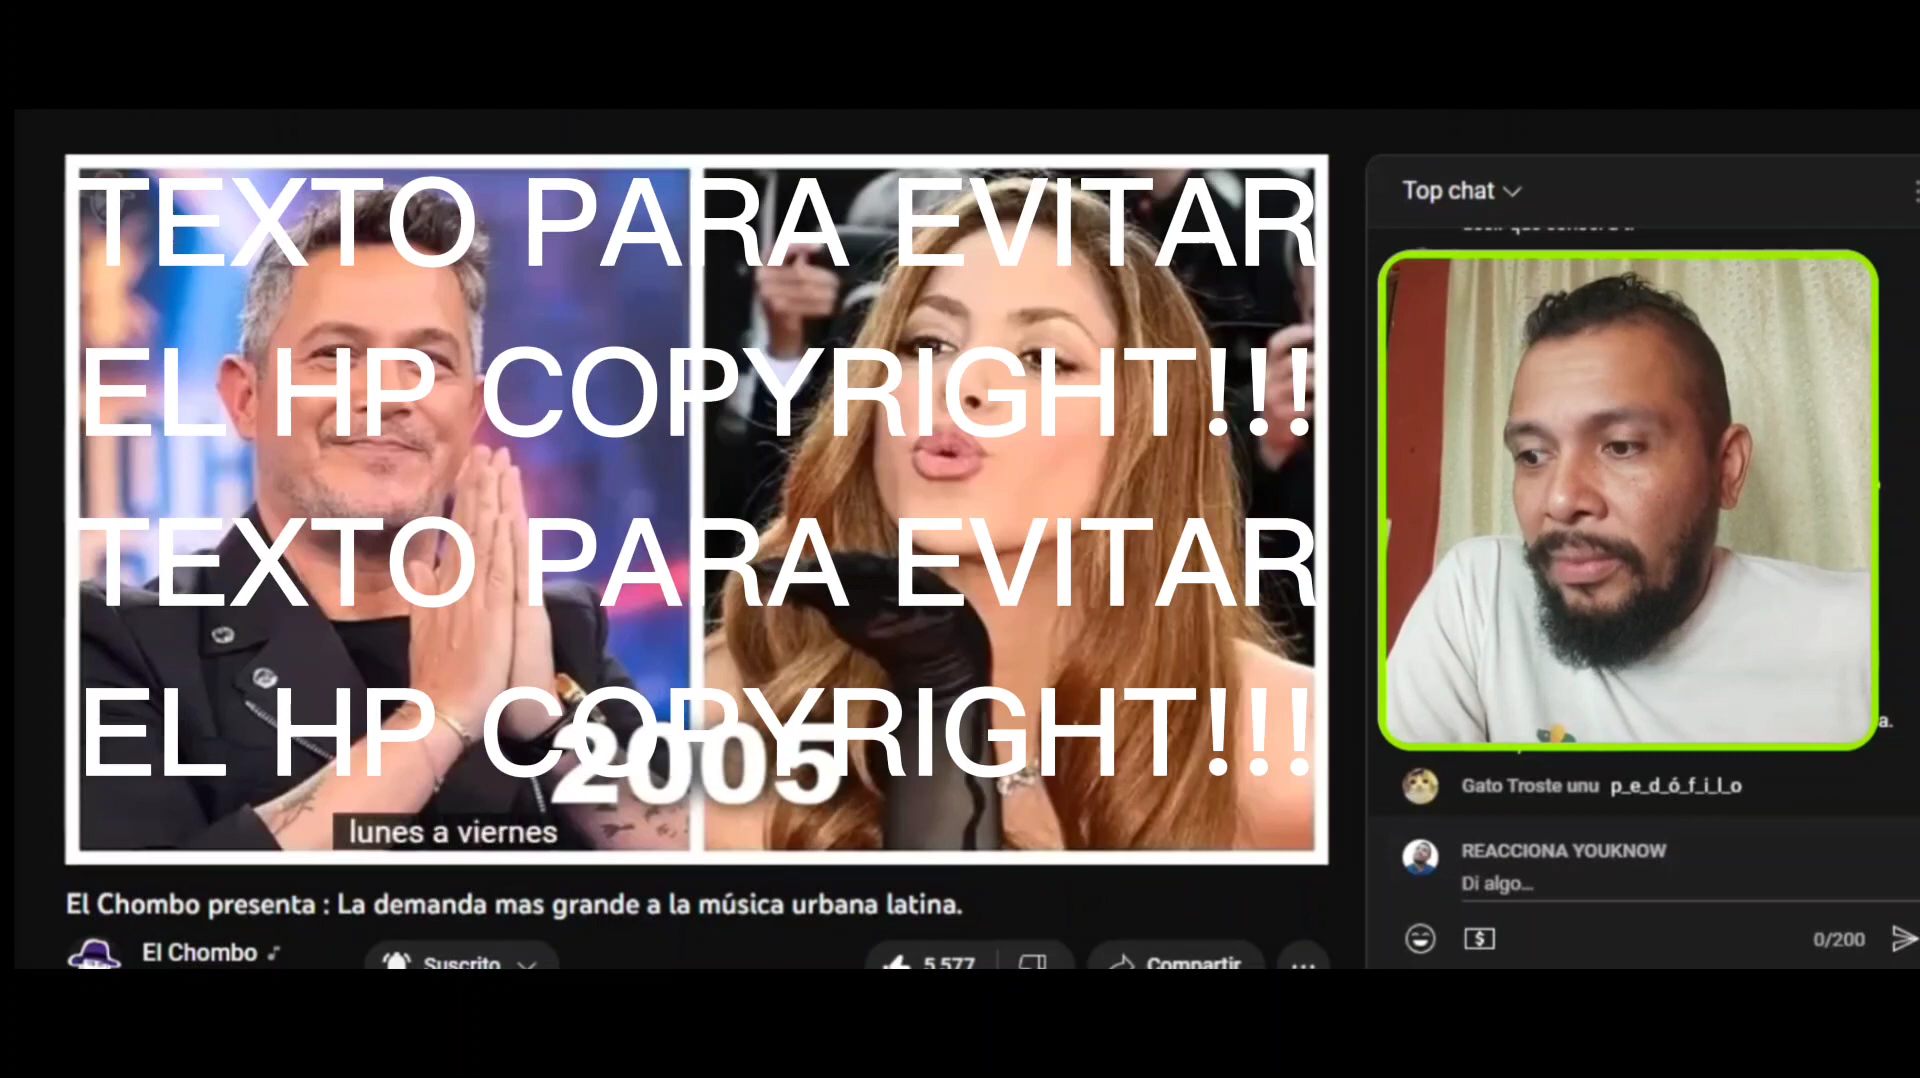 TEXTO PARA EVITAR
EL HP COPYRIGHT!!!
TEXTO PARA EVITAR
EL HP COPYRIGHT!!!
2005
lunes a viernes
El Chombo presenta : La demanda mas grande a la música urbana latina.
El Chombo
Suscrito
5,577
Compartir
Top chat
a.
Gato Troste unu p_e_d_ó_f_i_l_o
REACCIONA YOUKNOW
Di algo...
0/200